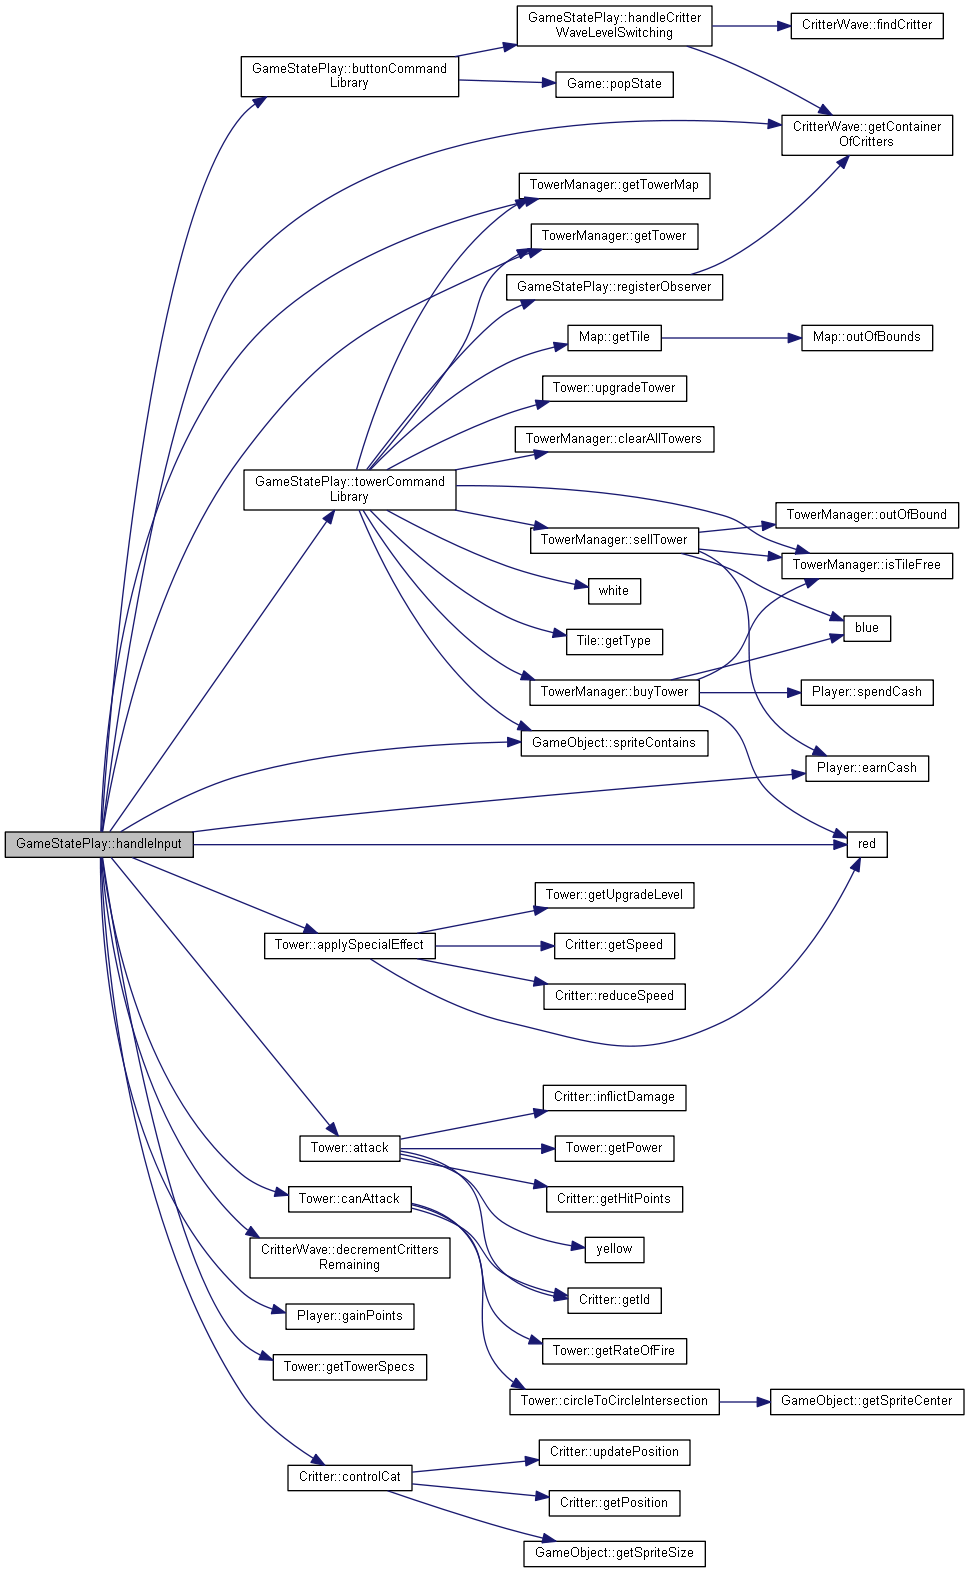 GameStatePlay::handleCritter
WaveLevelSwitching
CritterWave::findCritter
GameStatePlay::buttonCommand
Library
Game::popState
CritterWave::getContainer
OfCritters
TowerManager::getTowerMap
TowerManager::getTower
GameStatePlay::registerObserver
Map::getTile
Map::outOfBounds
Tower::upgradeTower
TowerManager::clearAllTowers
GameStatePlay::towerCommand
Library
TowerManager::outOfBound
TowerManager::sellTower
TowerManager::isTileFree
white
blue
Tile::getType
TowerManager::buyTower
Player::spendCash
GameObject::spriteContains
Player::earnCash
GameStatePlay::handleInput
red
Tower::getUpgradeLevel
Tower::applySpecialEffect
Critter::getSpeed
Critter::reduceSpeed
Critter::inflictDamage
Tower::attack
Tower::getPower
Tower::canAttack
Critter::getHitPoints
CritterWave::decrementCritters
Remaining
yellow
Critter::getId
Player::gainPoints
Tower::getRateOfFire
Tower::getTowerSpecs
Tower::circleToCircleIntersection
GameObject::getSpriteCenter
Critter::updatePosition
Critter::controlCat
Critter::getPosition
GameObject::getSpriteSize